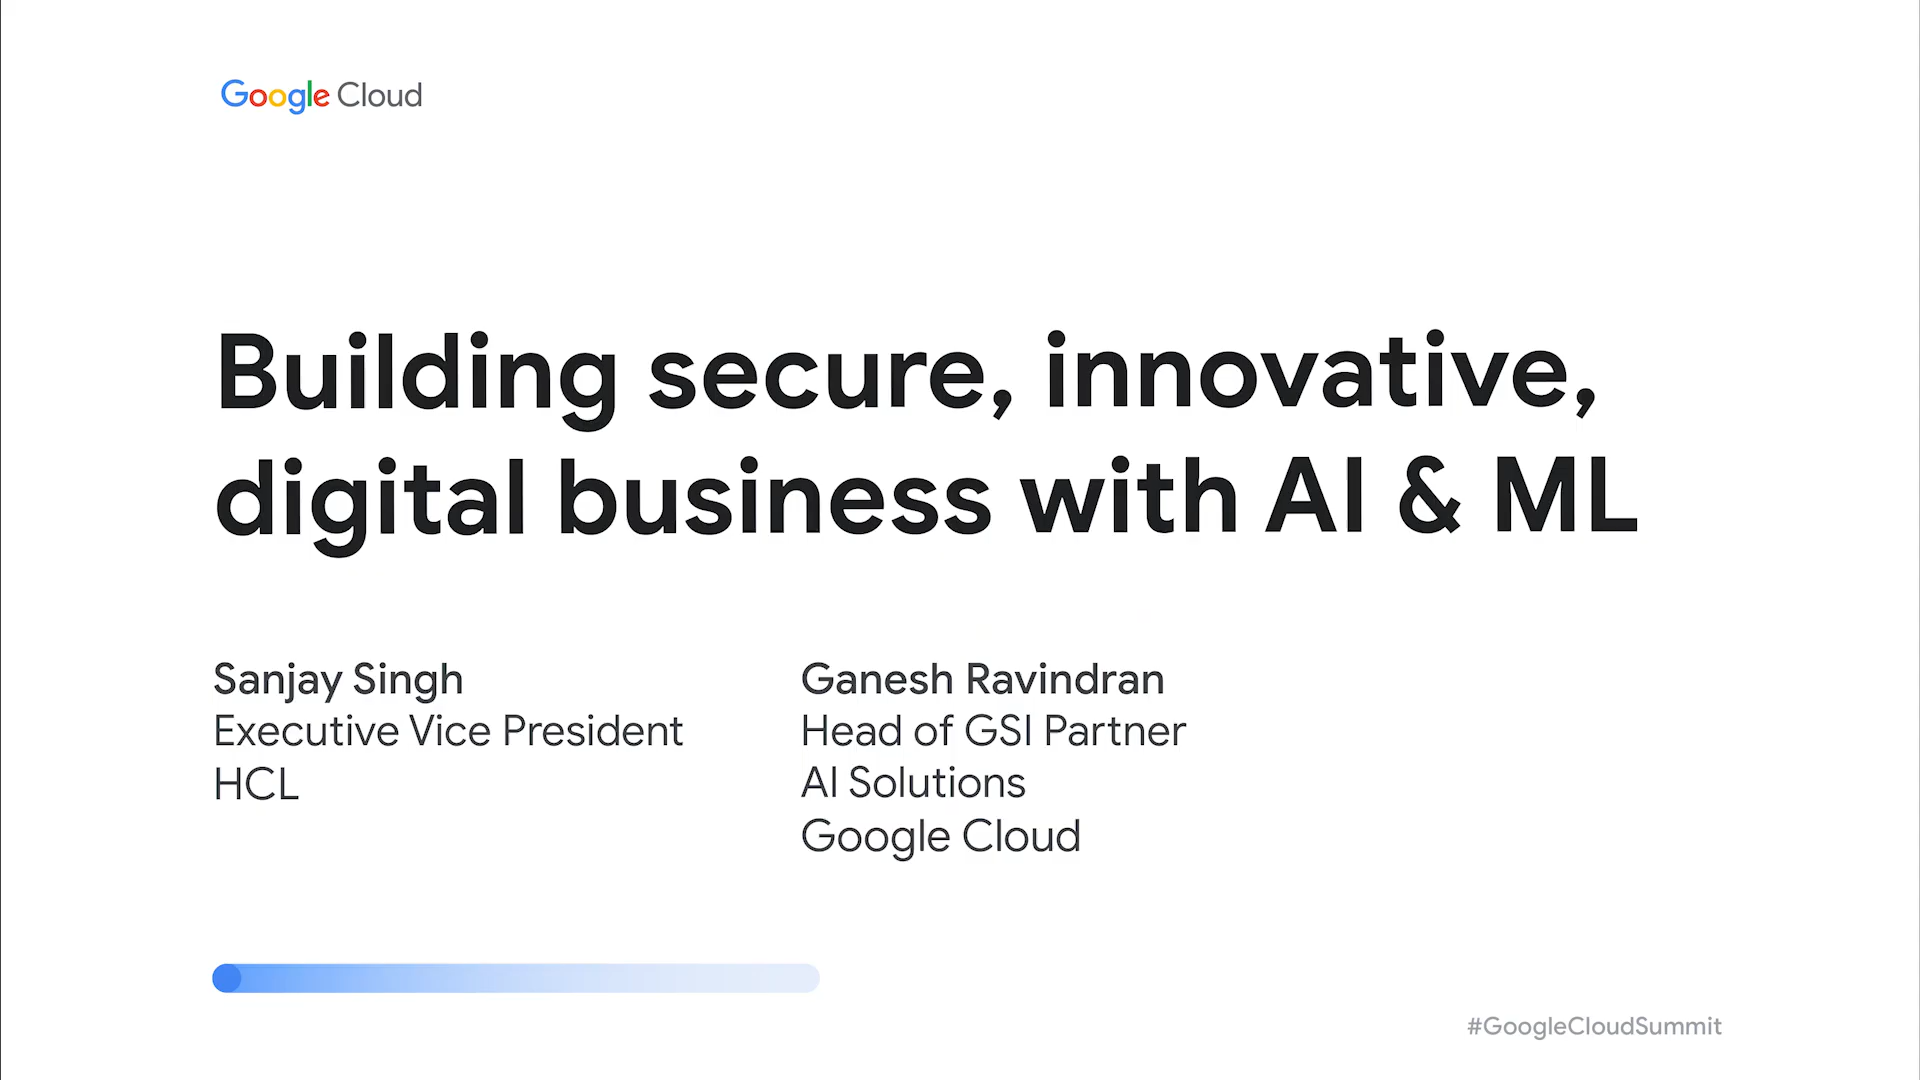 Google Cloud
Building secure, innovative,
digital business with AI & ML
Sanjay Singh
Executive Vice President
HCL
Ganesh Ravindran
Head of GSI Partner
AI Solutions
Google Cloud
#GoogleCloudSummit